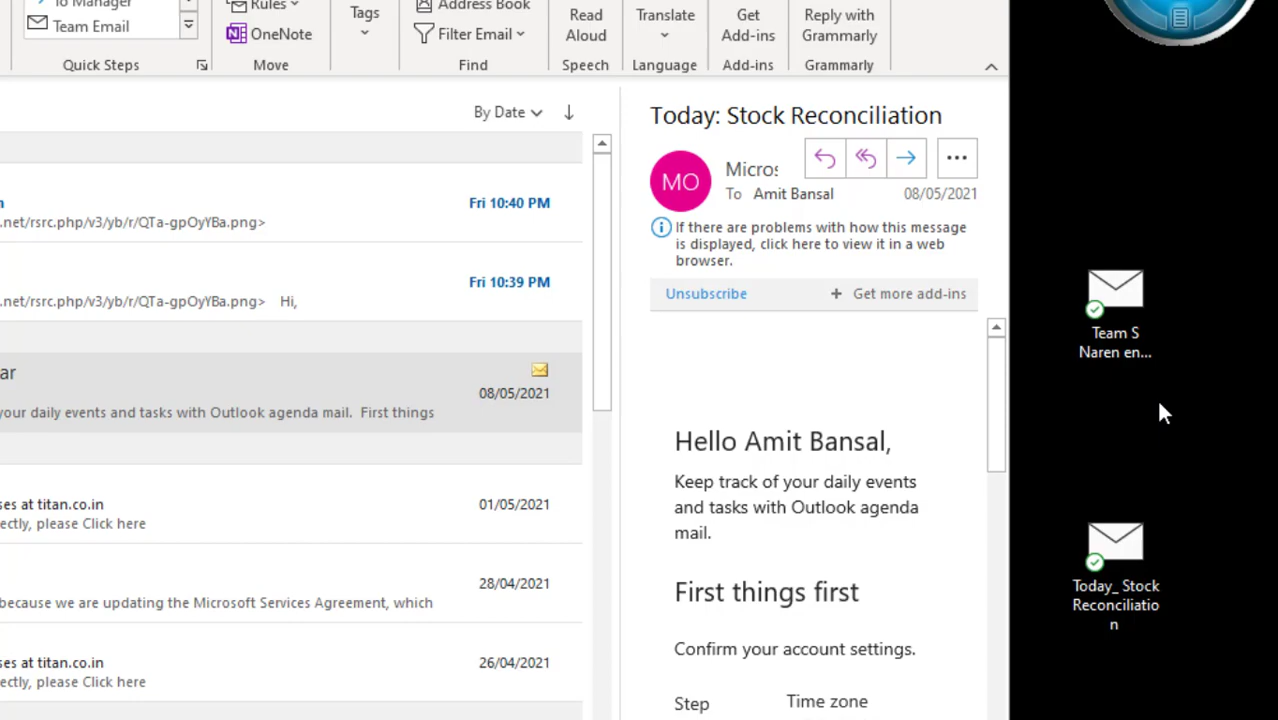 To Manager
Team Email
Quick Steps
Rules
OneNote
Move
Tags
Address Book
Filter Email
Find
Read
Aloud
Speech
Translate
Language
Get
Add-ins
Add-ins
Reply with
Grammarly
Grammarly
By Date
Fri 10:40 PM
.net/rsrc.php/v3/yb/r/QTa-gpOyYBa.png>
Fri 10:39 PM
.net/rsrc.php/v3/yb/r/QTa-gpOyYBa.png> Hi,
ar
08/05/2021
your daily events and tasks with Outlook agenda mail. First things
ses at titan.co.in
01/05/2021
ectly, please Click here
28/04/2021
because we are updating the Microsoft Services Agreement, which
ses at titan.co.in
26/04/2021
ectly, please Click here
Today: Stock Reconciliation
MO
Micros
To Amit Bansal
08/05/2021
If there are problems with how this message
is displayed, click here to view it in a web
browser.
Unsubscribe
+ Get more add-ins
Hello Amit Bansal,
Keep track of your daily events
and tasks with Outlook agenda
mail.
First things first
Confirm your account settings.
Step Time zone
Team S
Naren en...
Today_ Stock
Reconciliatio
n